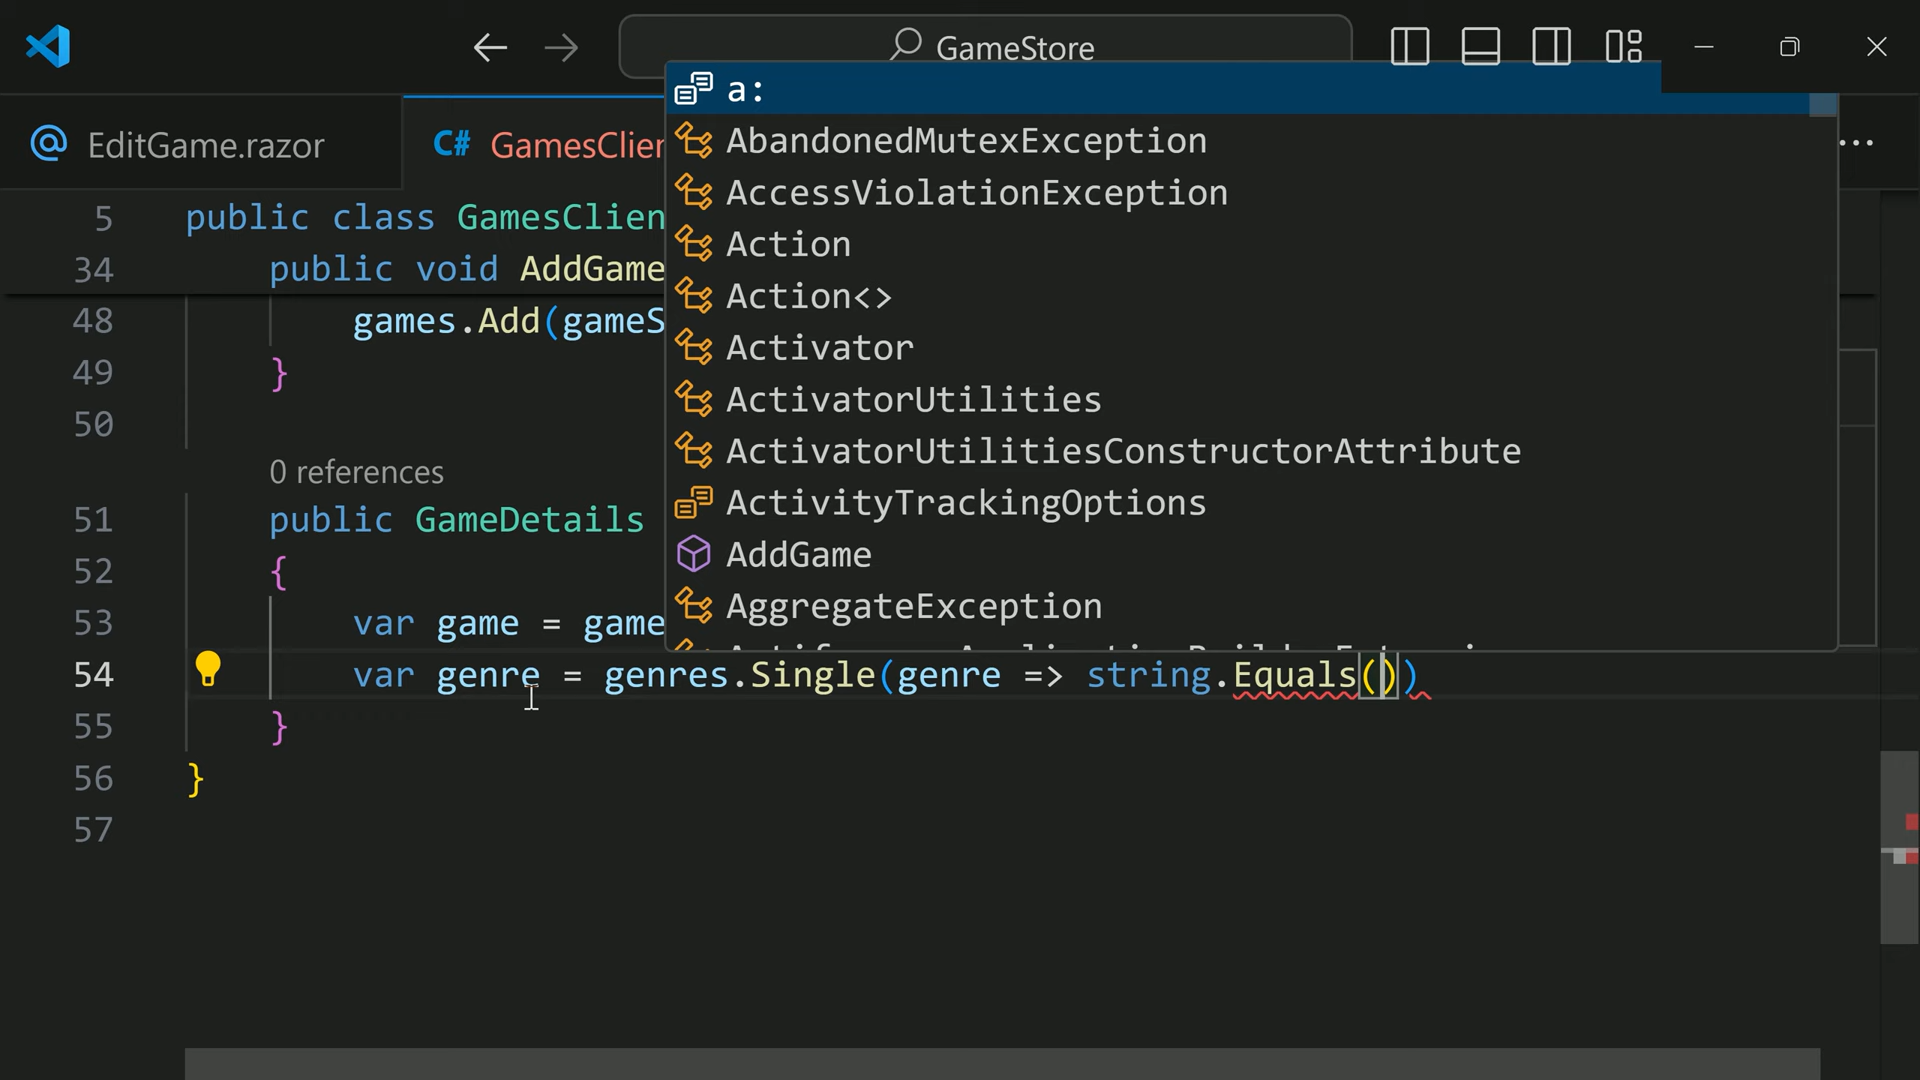 GameStore
EditGame.razor
C# GamesClien
a:
AbandonedMutexException
AccessViolationException
Action
Action<>
Activator
ActivatorUtilities
ActivatorUtilitiesConstructorAttribute
ActivityTrackingOptions
AddGame
AggregateException
5 public class GamesClien
34 public void AddGame
48 games.Add(gameS
49 }
50
0 references
51 public GameDetails
52 {
53 var game = game
54 var genre = genres.Single(genre => string.Equals())
55 }
56 }
57